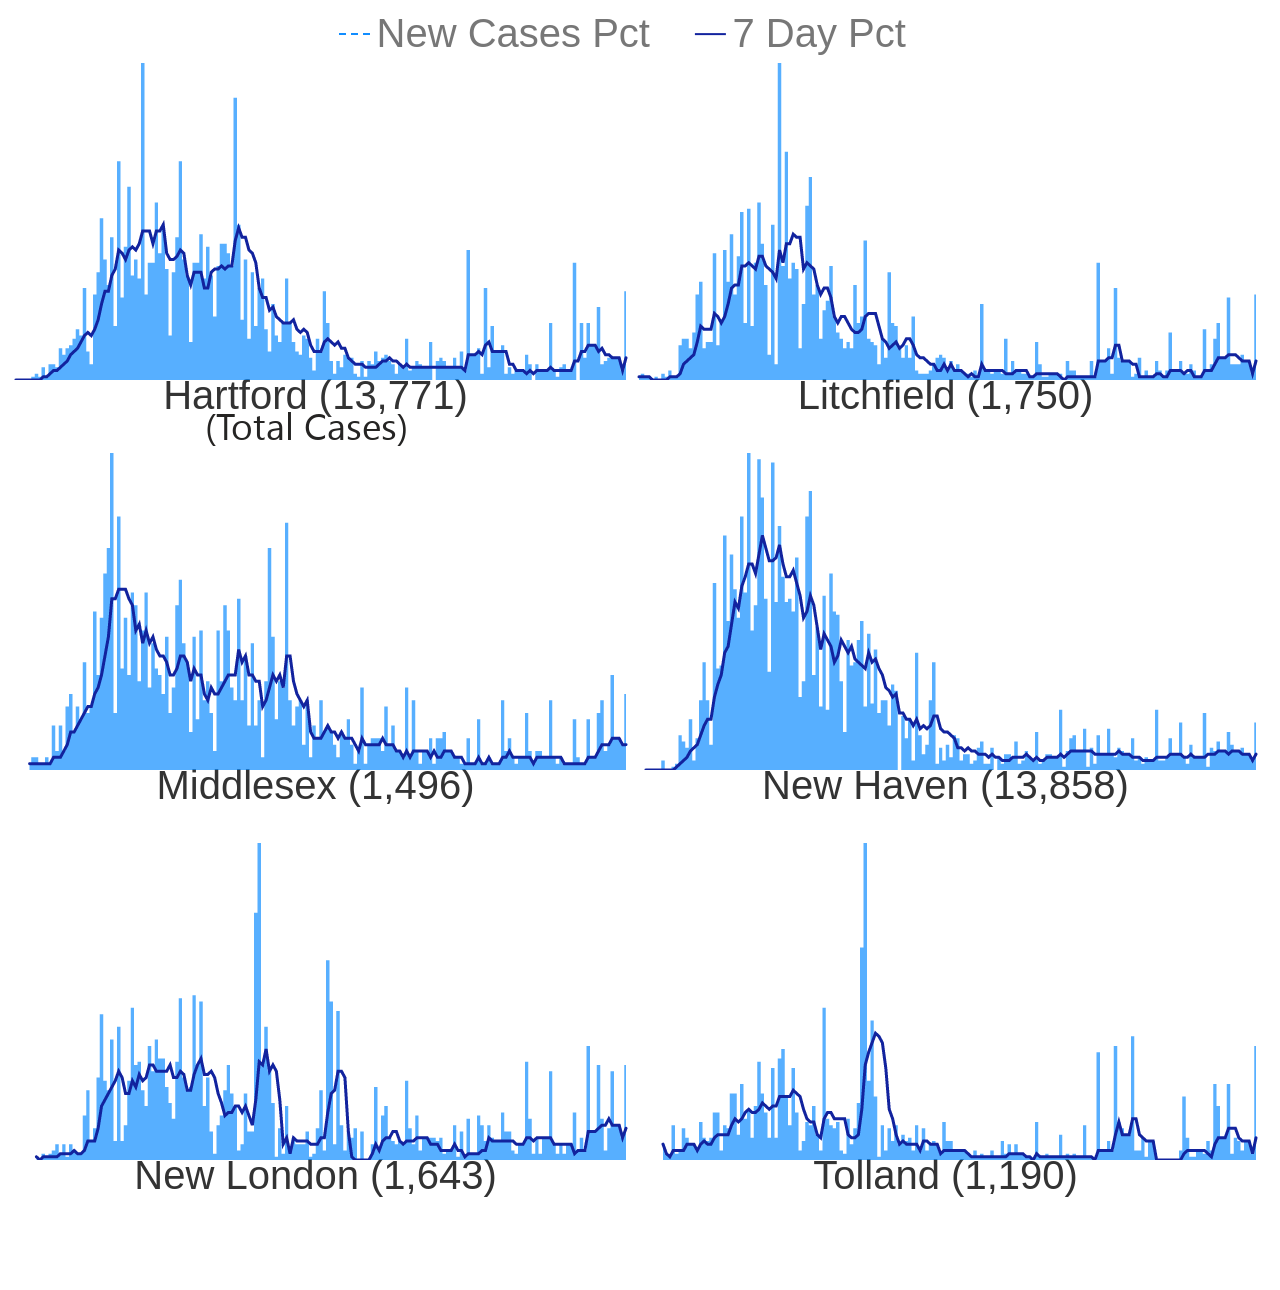 New Cases Pct 7 Day Pct
Hartford (13,771) Litchfield (1,750)
(Total Cases)
Middlesex (1,496) New Haven (13,858)
New London (1,643) Tolland (1,190)